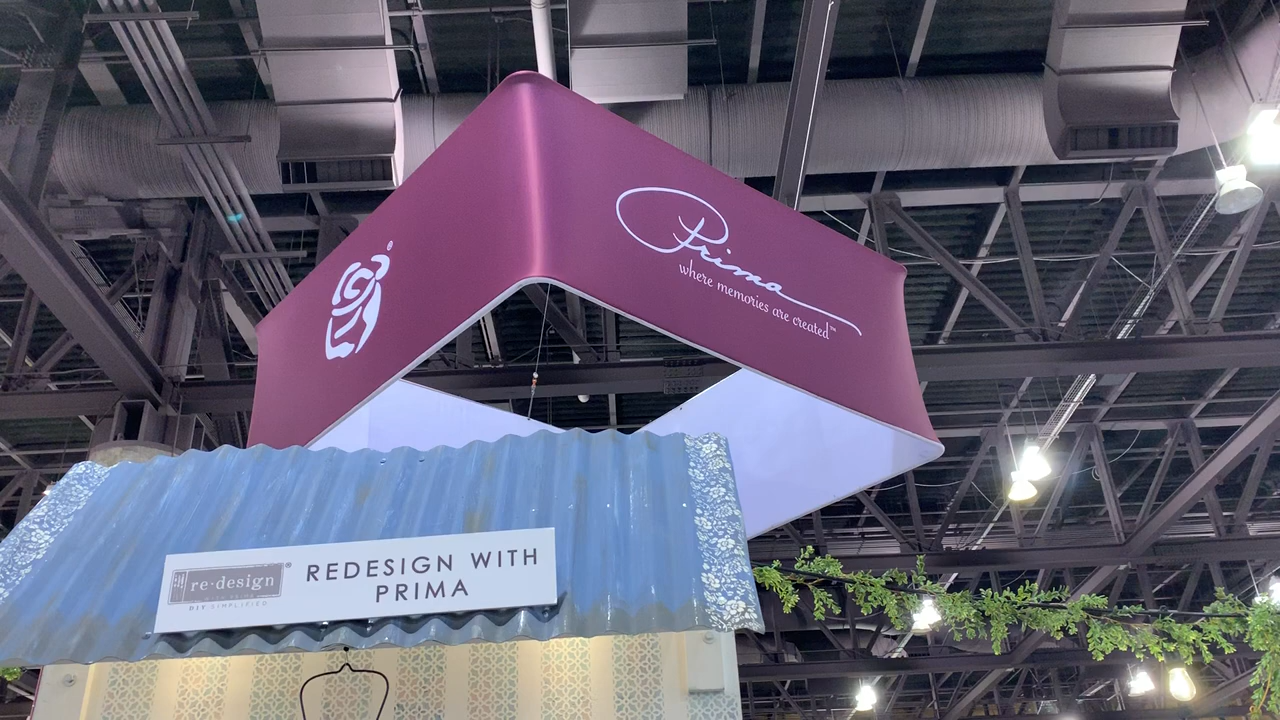 Prima
where memories are created™
re·design
DIY SIMPLIFIED
REDESIGN WITH
PRIMA